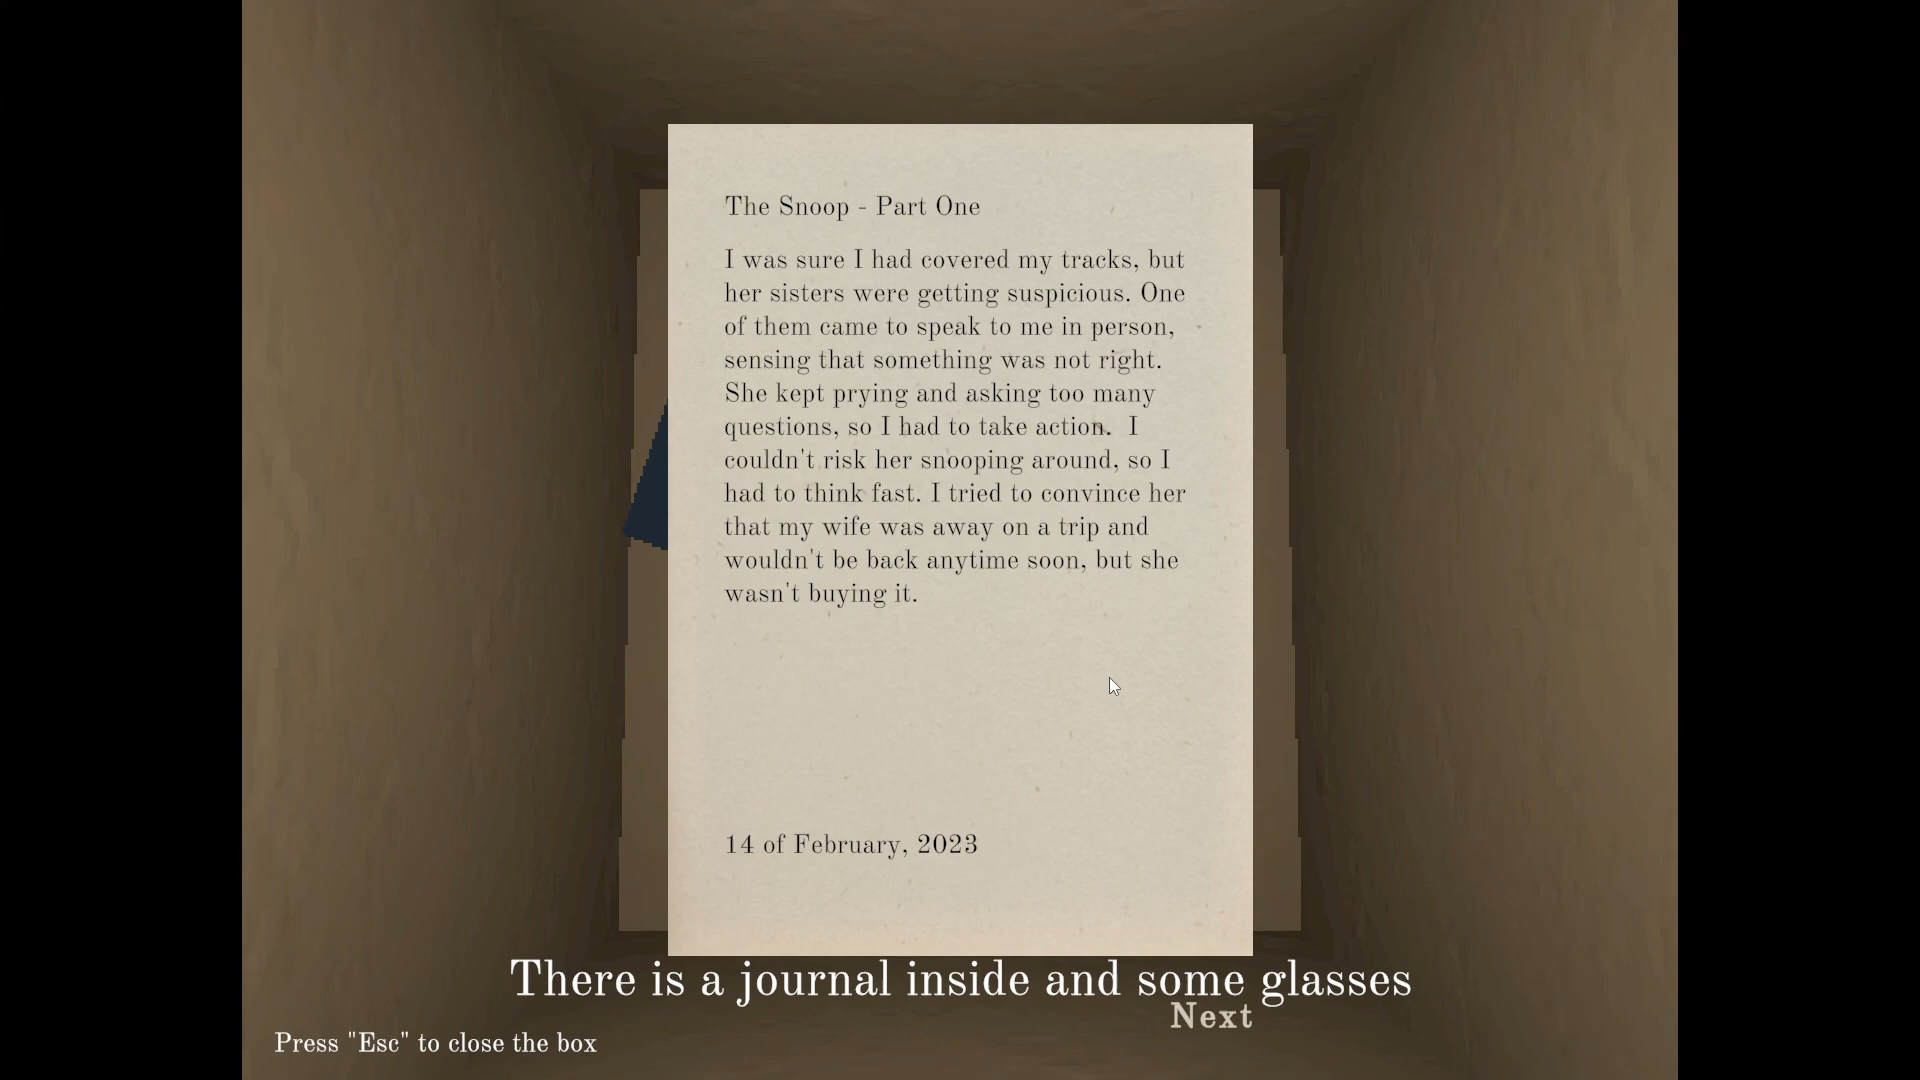 The Snoop - Part One
I was sure I had covered my tracks, but
her sisters were getting suspicious. One
of them came to speak to me in person,
sensing that something was not right.
She kept prying and asking too many
questions, so I had to take action.  I
couldn't risk her snooping around, so I
had to think fast. I tried to convince her
that my wife was away on a trip and
wouldn't be back anytime soon, but she
wasn't buying it.
14 of February, 2023
There is a journal inside and some glasses
Next
Press "Esc" to close the box